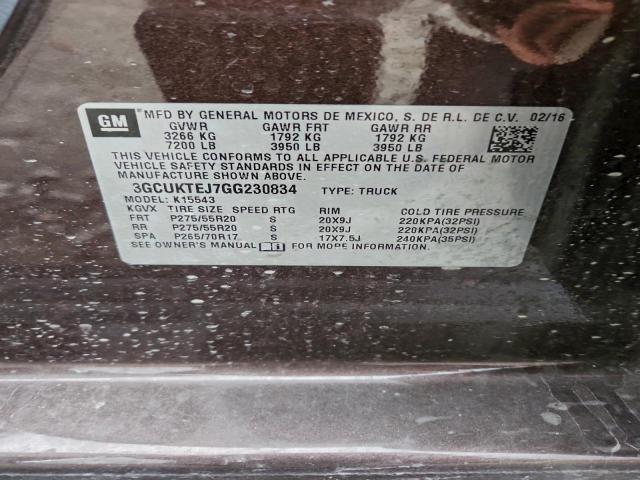 GM
MFD BY GENERAL MOTORS DE MEXICO, S. DE R.L. DE C.V. 02/16
GVWR GAWR FRT GAWR RR
3266 KG 1792 KG 1792 KG
7200 LB 3950 LB 3950 LB
THIS VEHICLE CONFORMS TO ALL APPLICABLE U.S. FEDERAL MOTOR
VEHICLE SAFETY STANDARDS IN EFFECT ON THE DATE OF
MANUFACTURE SHOWN ABOVE.
3GCUKTEJ7GG230834 TYPE: TRUCK
MODEL: K15543
KGVX TIRE SIZE SPEED RTG RIM COLD TIRE PRESSURE
FRT P275/55R20 S 20X9J 220KPA(32PSI)
RR P275/55R20 S 20X9J 220KPA(32PSI)
SPA P265/70R17 S 17X7.5J 240KPA(35PSI)
SEE OWNER'S MANUAL FOR MORE INFORMATION.